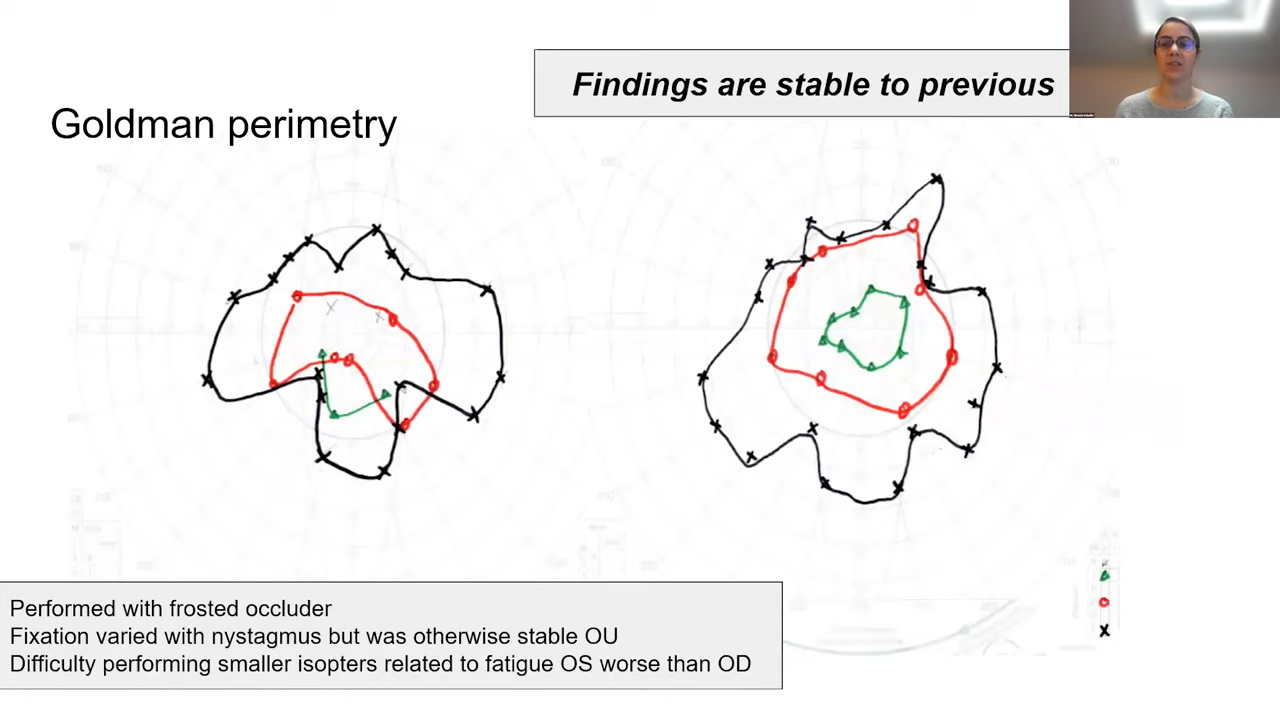 Findings are stable to previous
Goldman perimetry
Performed with frosted occluder
Fixation varied with nystagmus but was otherwise stable OU
Difficulty performing smaller isopters related to fatigue OS worse than OD